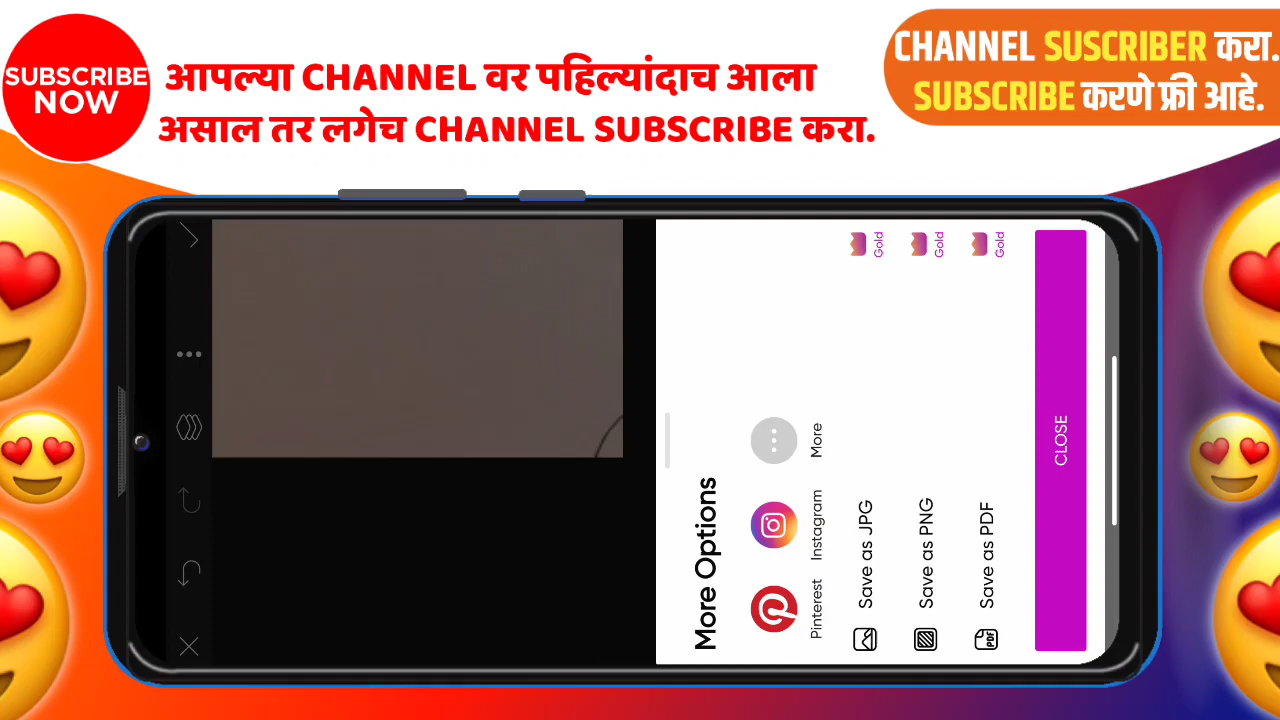 SUBSCRIBE
NOW
आपल्या CHANNEL वर पहिल्यांदाच आला
असाल तर लगेच CHANNEL SUBSCRIBE करा.
CHANNEL SUSCRIBER करा.
SUBSCRIBE करणे फ्री आहे.
More Options
Pinterest
Instagram
More
Save as JPG
Gold
Save as PNG
Gold
Save as PDF
Gold
PDF
CLOSE